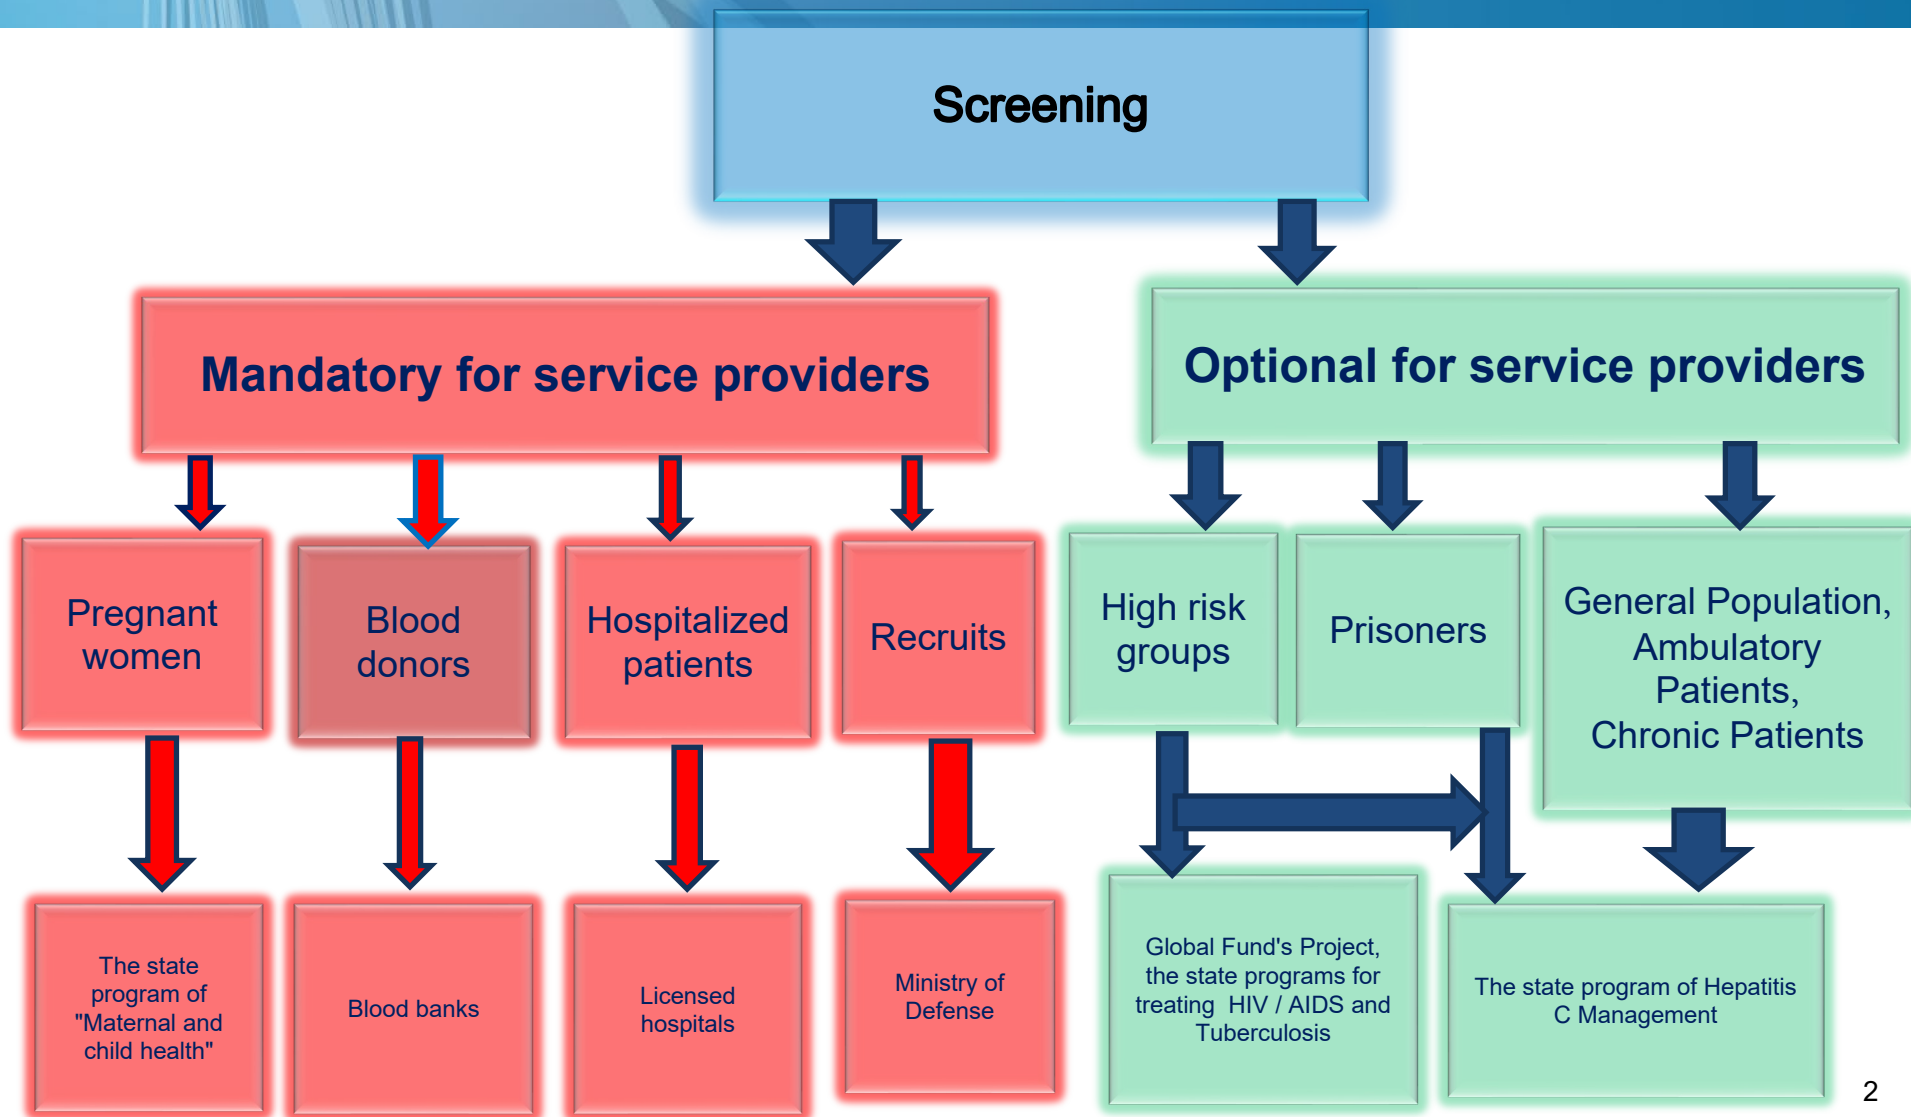 Screening
Mandatory for service providers
Optional for service providers
Pregnant
women
Blood
donors
Hospitalized
patients
Recruits
High risk
groups
Prisoners
General Population,
Ambulatory
Patients,
Chronic Patients
The state
program of
"Maternal and
child health"
Blood banks
Licensed
hospitals
Ministry of
Defense
Global Fund's Project,
the state programs for
treating  HIV / AIDS and
Tuberculosis
The state program of Hepatitis
C Management
2